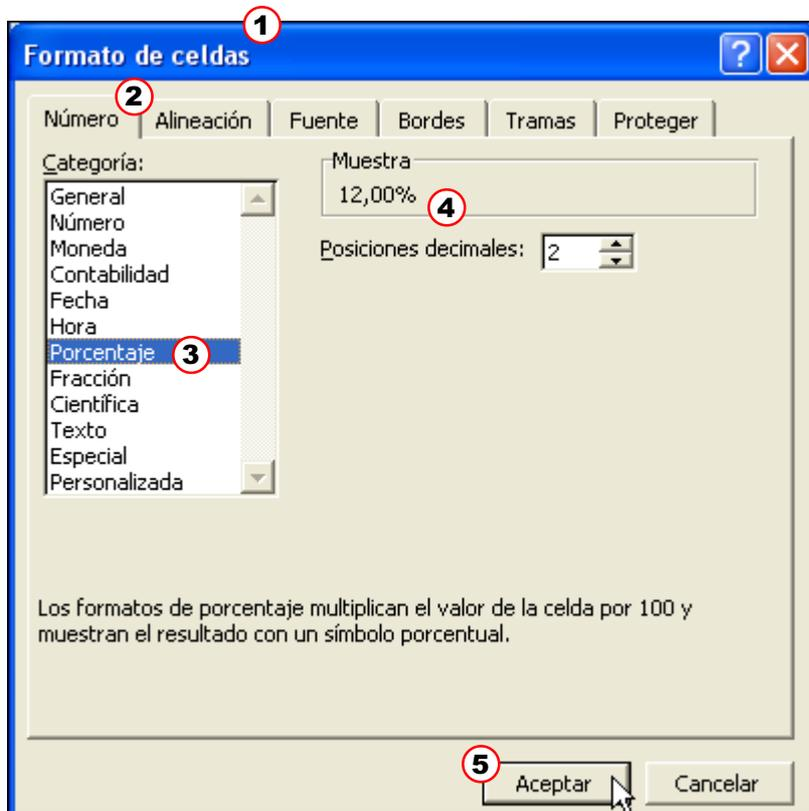 1
Formato de celdas
2
Número Alineación Fuente Bordes Tramas Proteger
Categoría:
General
Número
Moneda
Contabilidad
Fecha
Hora
Porcentaje 3
Fracción
Científica
Texto
Especial
Personalizada
Muestra
12,00% 4
Posiciones decimales: 2
Los formatos de porcentaje multiplican el valor de la celda por 100 y
muestran el resultado con un símbolo porcentual.
5
Aceptar Cancelar